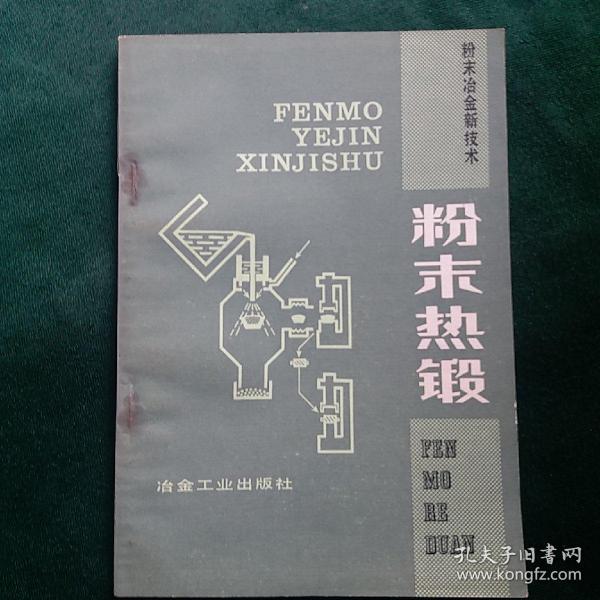 粉末冶金新技术
FENMO
YEJIN
XINJISHU
粉末热锻
FEN
MO
RE
DUAN
冶金工业出版社
孔夫子旧书网
www.kongfz.com